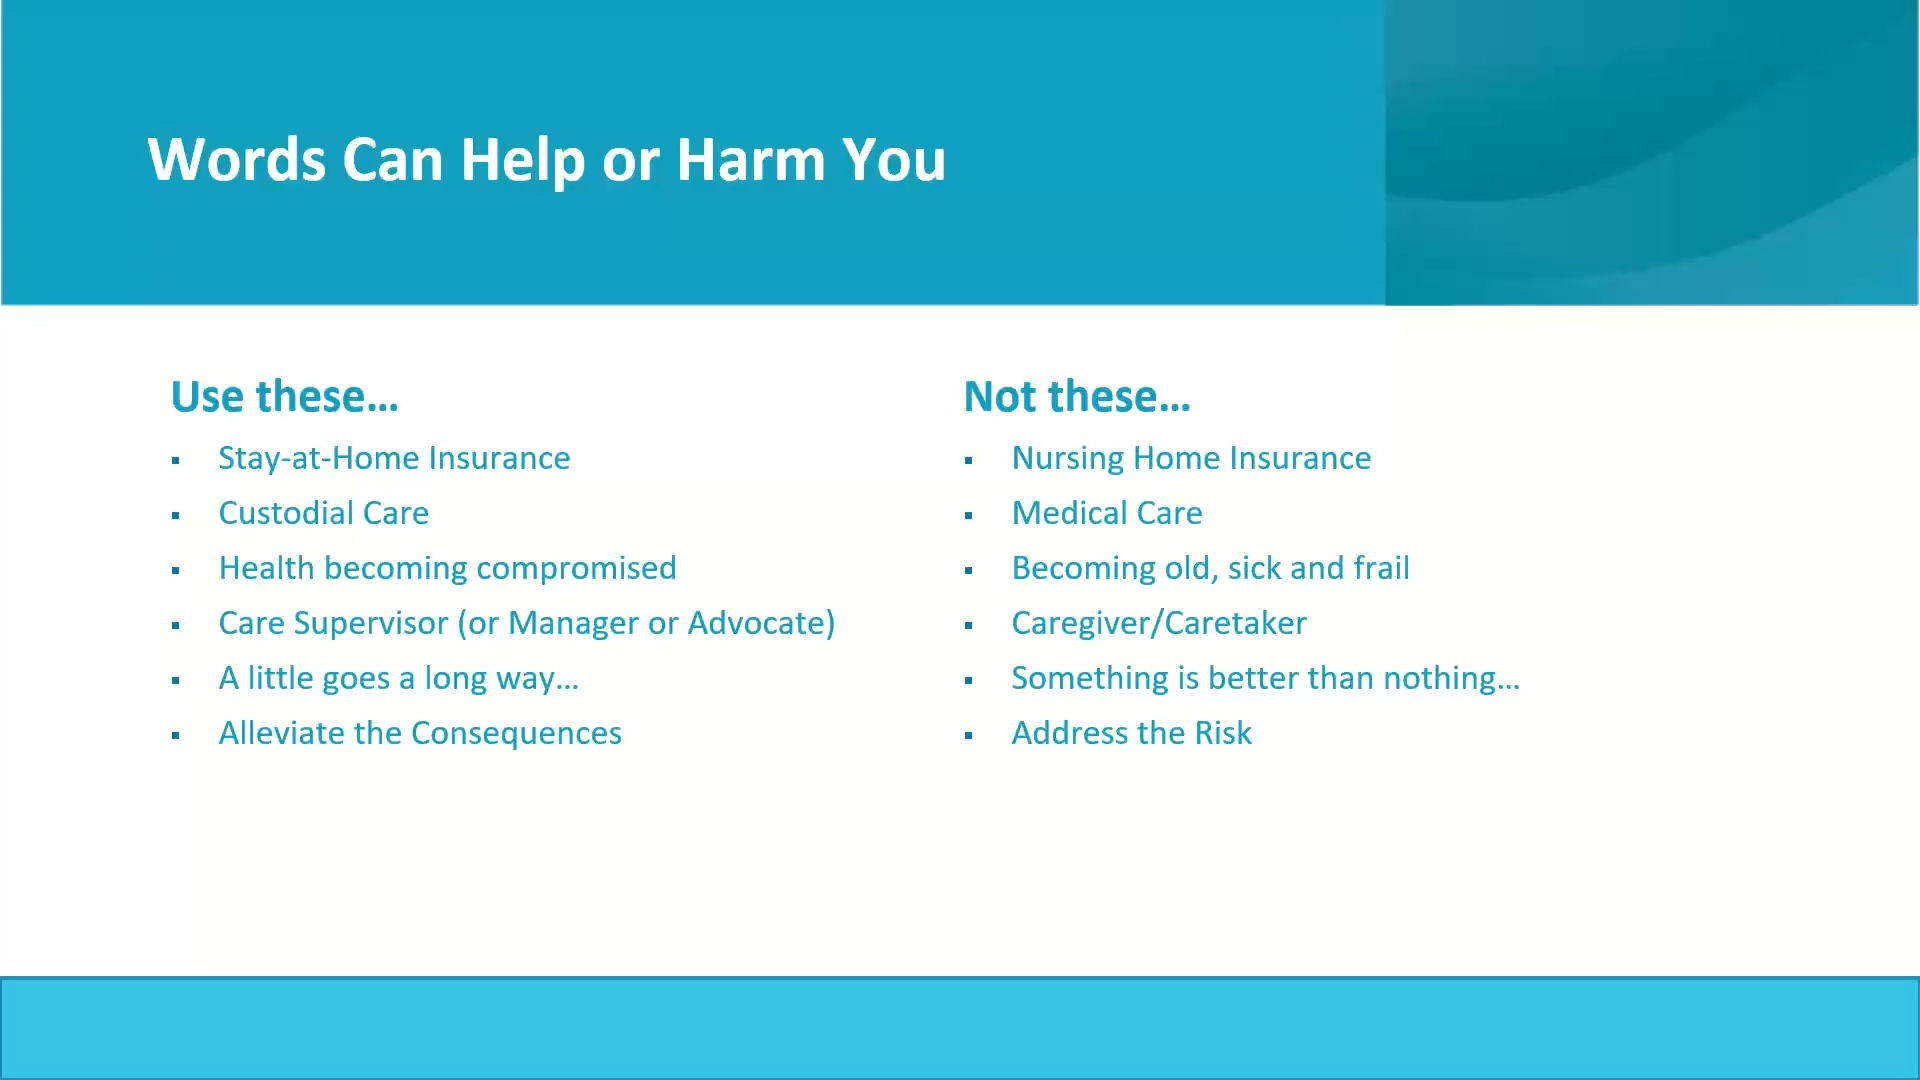 Words Can Help or Harm You
Use these...
▪ Stay-at-Home Insurance
▪ Custodial Care
▪ Health becoming compromised
▪ Care Supervisor (or Manager or Advocate)
▪ A little goes a long way...
▪ Alleviate the Consequences
Not these...
▪ Nursing Home Insurance
▪ Medical Care
▪ Becoming old, sick and frail
▪ Caregiver/Caretaker
▪ Something is better than nothing...
▪ Address the Risk